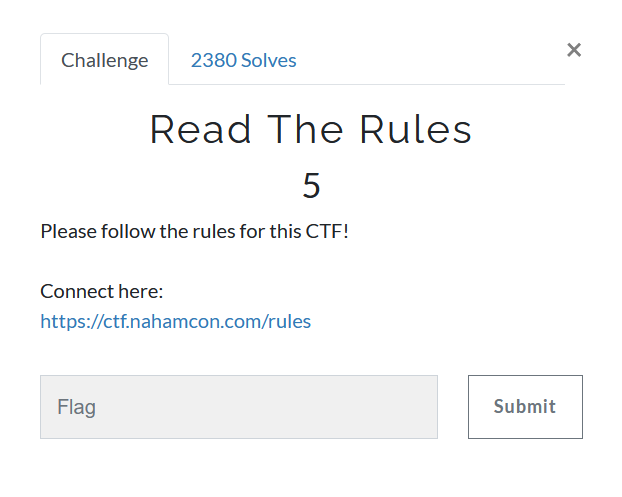 Challenge
2380 Solves
×
Read The Rules
5
Please follow the rules for this CTF!
Connect here:
https://ctf.nahamcon.com/rules
Flag
Submit